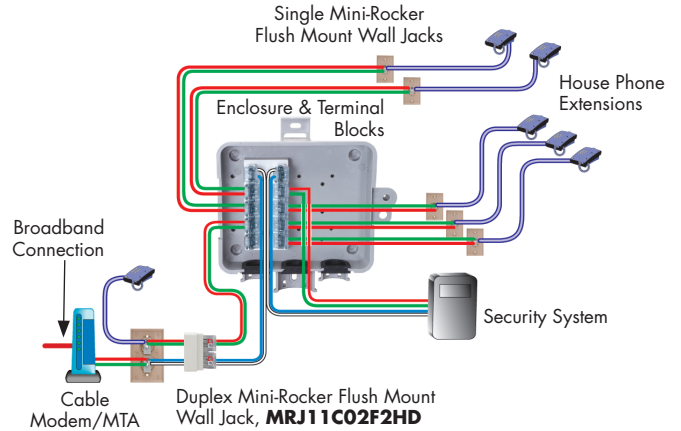 Single Mini-Rocker
Flush Mount Wall Jacks
House Phone
Extensions
Enclosure & Terminal
Blocks
Broadband
Connection
Security System
Cable
Modem/MTA
Duplex Mini-Rocker Flush Mount
Wall Jack, MRJ11C02F2HD